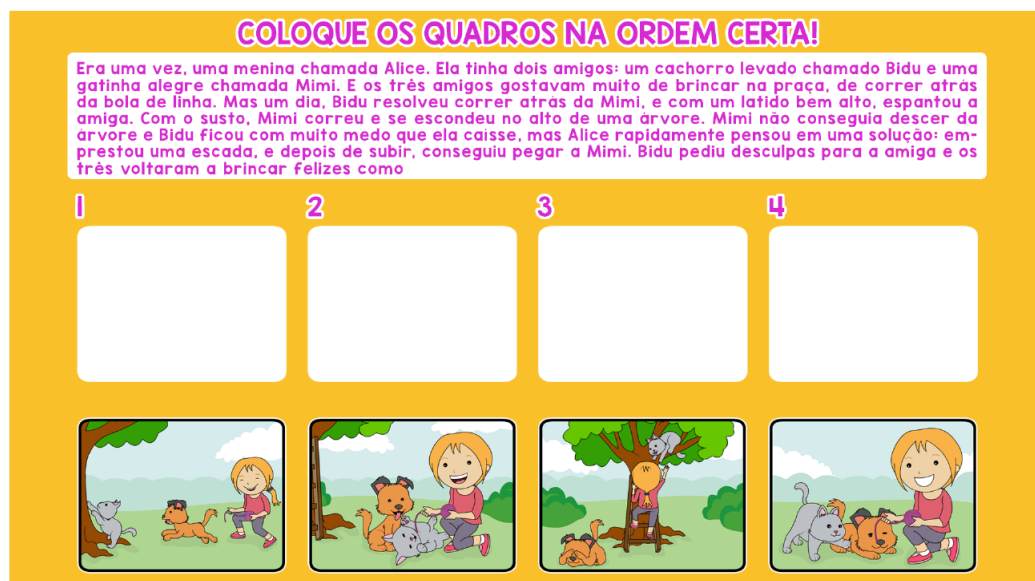 COLOQUE OS QUADROS NA ORDEM CERTA!
Era uma vez, uma menina chamada Alice. Ela tinha dois amigos: um cachorro levado chamado Bidu e uma
gatinha alegre chamada Mimi. E os três amigos gostavam muito de brincar na praça, de correr atrás
da bola de linha. Mas um dia, Bidu resolveu correr atrás da Mimi, e com um latido bem alto, espantou a
amiga. Com o susto, Mimi correu e se escondeu no alto de uma árvore. Mimi não conseguia descer da
árvore e Bidu ficou com muito medo que ela caísse, mas Alice rapidamente pensou em uma solução: em-
prestou uma escada, e depois de subir, conseguiu pegar a Mimi. Bidu pediu desculpas para a amiga e os
três voltaram a brincar felizes como
1 2 3 4